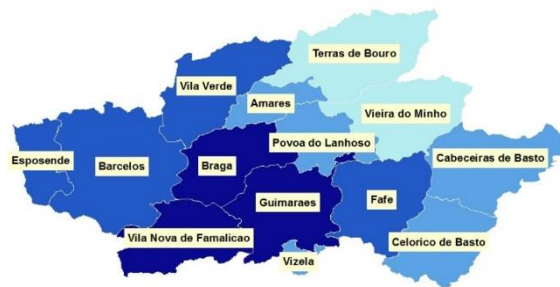 Terras de Bouro
Vila Verde
Amares
Vieira do Minho
Povoa do Lanhoso
Esposende
Barcelos
Braga
Cabeceiras de Basto
Guimaraes
Fafe
Vila Nova de Famalicao
Celorico de Basto
Vizela